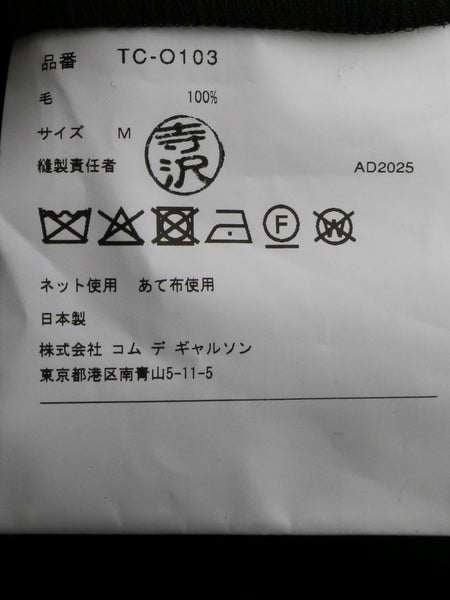 品番 TC-O103
毛 100%
サイズ M
寺沢
縫製責任者 AD2025
F W
ネット使用 あて布使用
日本製
株式会社 コム デ ギャルソン
東京都港区南青山5-11-5